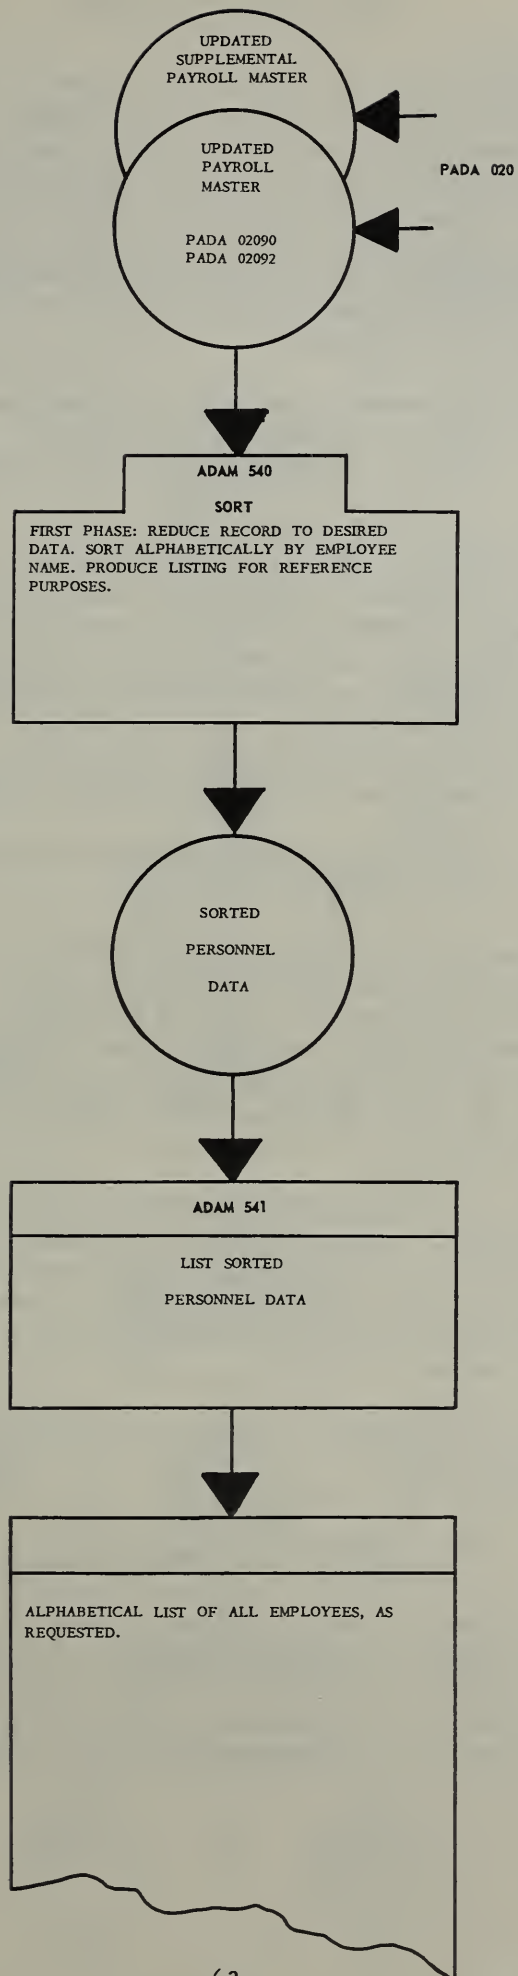 UPDATED
SUPPLEMENTAL
PAYROLL MASTER
PADA 020
UPDATED
PAYROLL
MASTER
PADA 02090
PADA 02092
ADAM 540
SORT
FIRST PHASE: REDUCE RECORD TO DESIRED
DATA. SORT ALPHABETICALLY BY EMPLOYEE
NAME. PRODUCE LISTING FOR REFERENCE
PURPOSES.
SORTED
PERSONNEL
DATA
ADAM 541
LIST SORTED
PERSONNEL DATA
ALPHABETICAL LIST OF ALL EMPLOYEES, AS
REQUESTED.